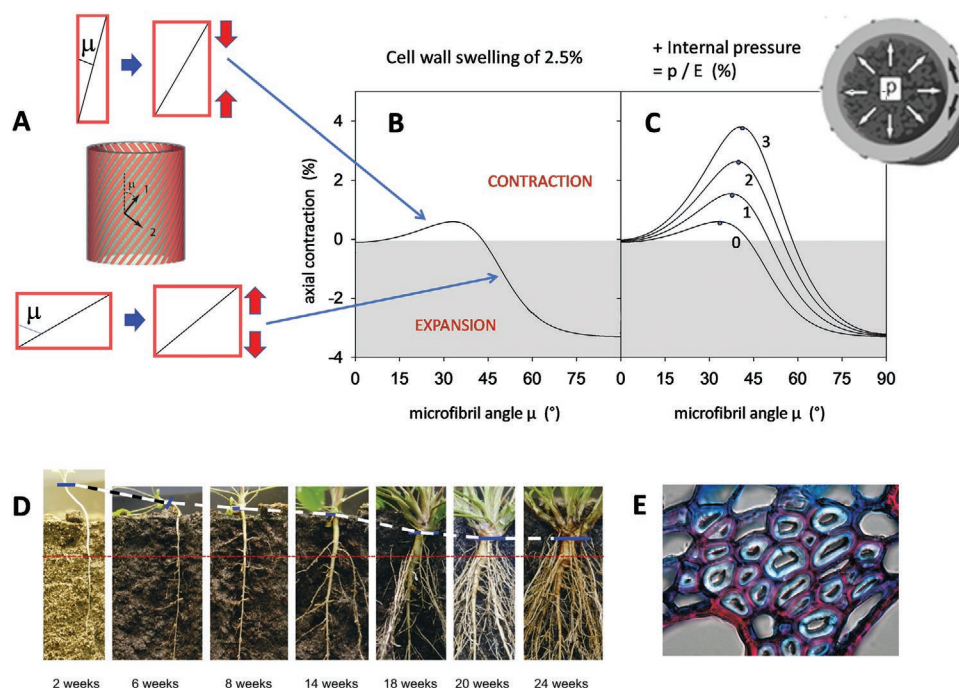 A
μ
μ
1
2
μ
Cell wall swelling of 2.5%
+ Internal pressure
= p / E (%)
p
B
C
axial contraction (%)
4
2
0
-2
-4
CONTRACTION
EXPANSION
3
2
1
0
0 15 30 45 60 75
0 15 30 45 60 75 90
microfibril angle μ (°)
microfibril angle μ (°)
D
E
2 weeks
6 weeks
8 weeks
14 weeks
18 weeks
20 weeks
24 weeks